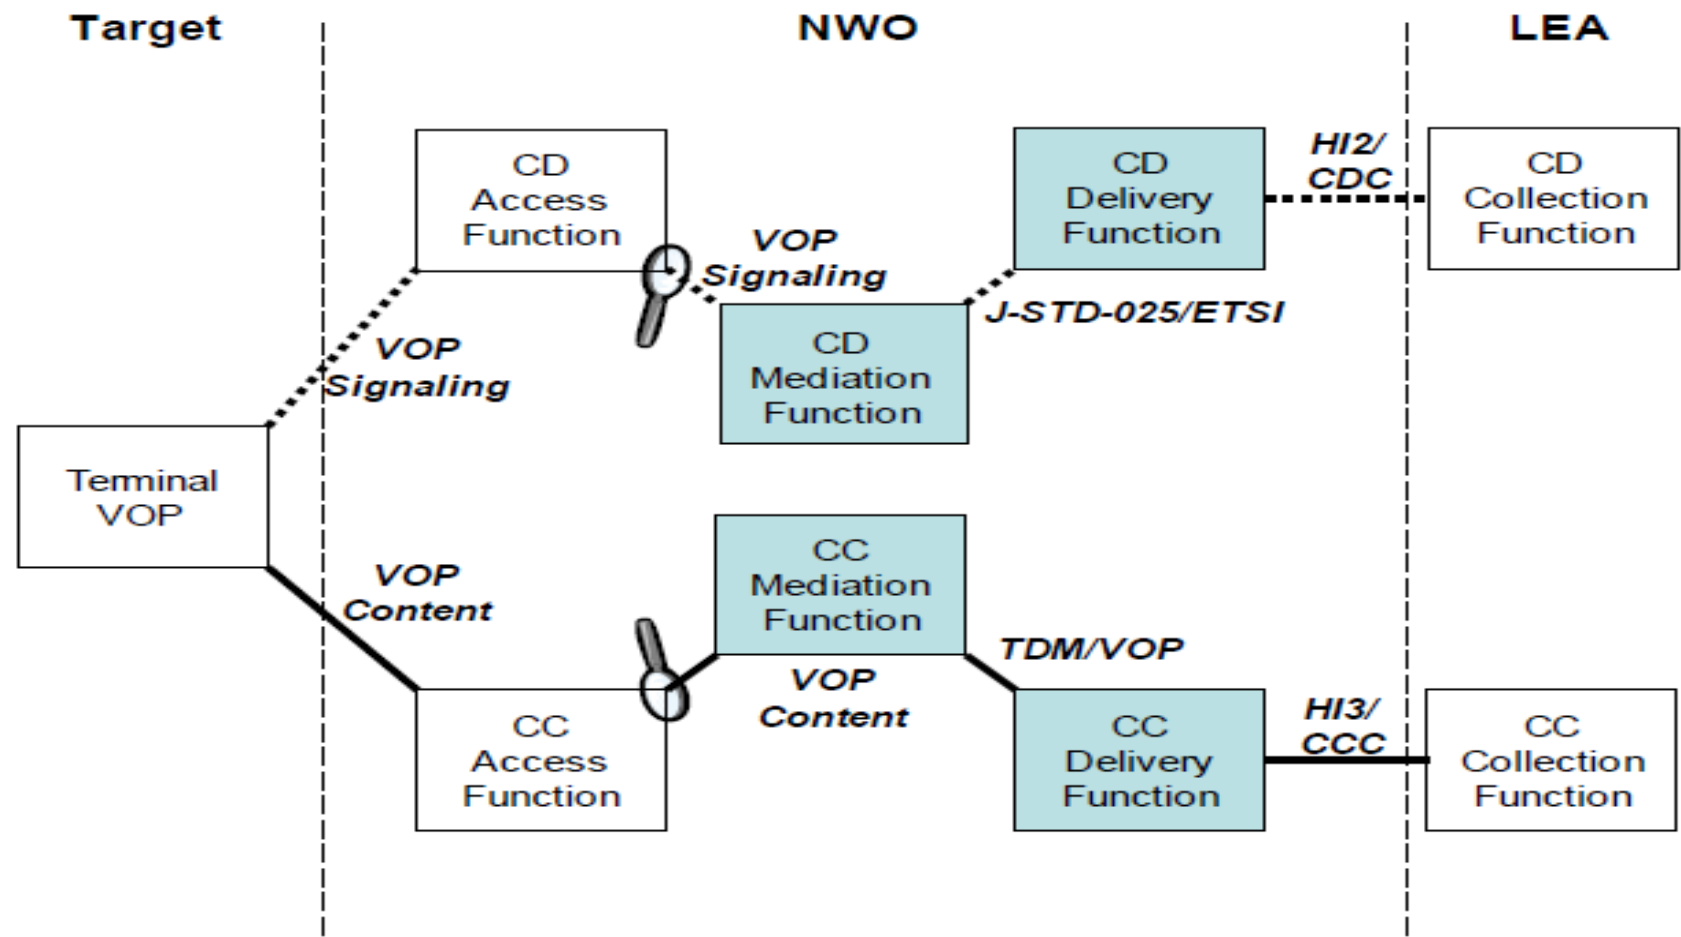 Target
NWO
LEA
CD
Access
Function
VOP
Signaling
CD
Delivery
Function
HI2/
CDC
CD
Collection
Function
J-STD-025/ETSI
VOP
Signaling
CD
Mediation
Function
Terminal
VOP
VOP
Content
CC
Mediation
Function
TDM/VOP
VOP
Content
CC
Access
Function
CC
Delivery
Function
HI3/
CCC
CC
Collection
Function